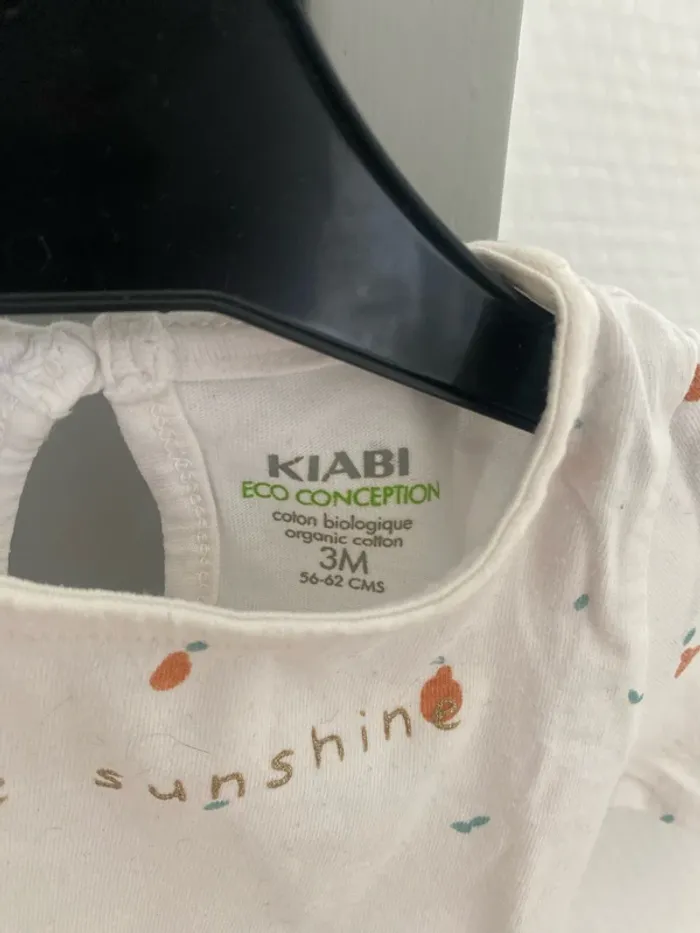 KIABI
ECO CONCEPTION
coton biologique
organic cotton
3M
56-62 CMS
sunshine